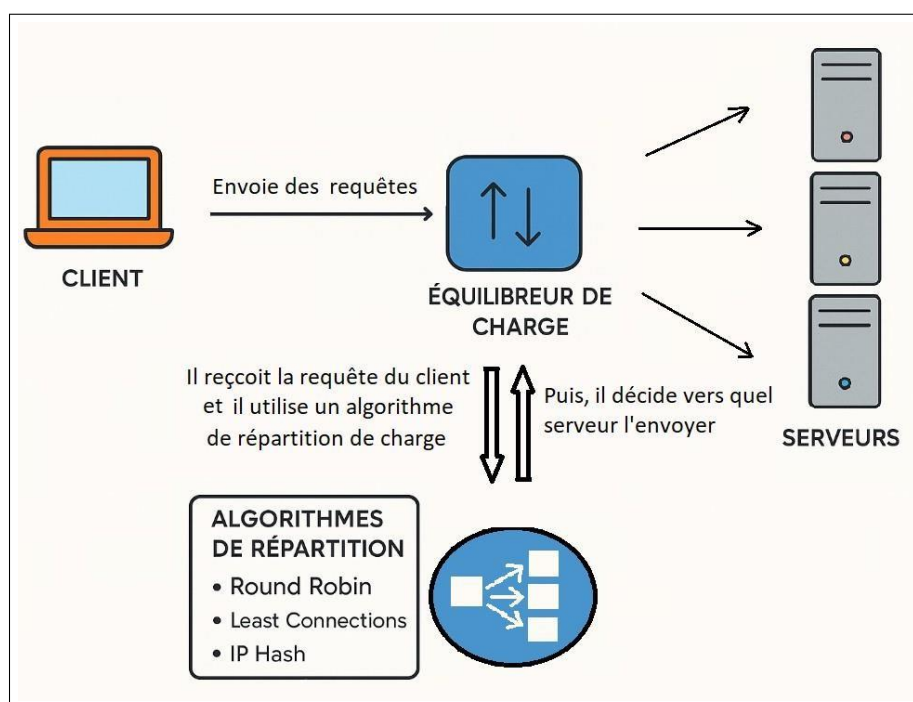 Envoie des requêtes
CLIENT
ÉQUILIBREUR DE
CHARGE
Il reçcoit la requête du client
et il utilise un algorithme
de répartition de charge
Puis, il décide vers quel
serveur l'envoyer
SERVEURS
ALGORITHMES
DE RÉPARTITION
• Round Robin
• Least Connections
• IP Hash